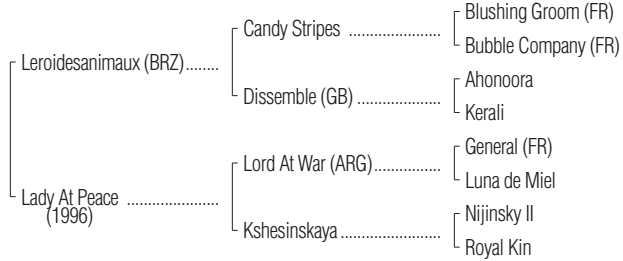 Blushing Groom (FR)
Candy Stripes ....................
Bubble Company (FR)
Leroidesanimaux (BRZ)........
Ahonoora
Dissemble (GB) ..................
Kerali
General (FR)
Lord At War (ARG)................
Luna de Miel
Lady At Peace ......................
(1996)
Nijinsky II
Kshesinskaya......................
Royal Kin